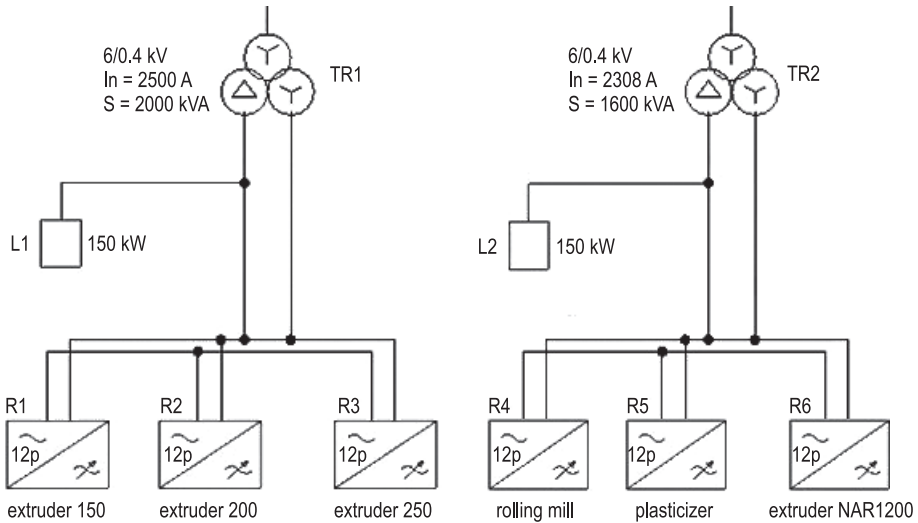 6/0.4 kV
In = 2500 A
S = 2000 kVA
TR1
L1
150 kW
R1
R2
R3
12p
12p
12p
extruder 150
extruder 200
extruder 250
6/0.4 kV
In = 2308 A
S = 1600 kVA
TR2
L2
150 kW
R4
R5
R6
12p
12p
12p
rolling mill
plasticizer
extruder NAR1200